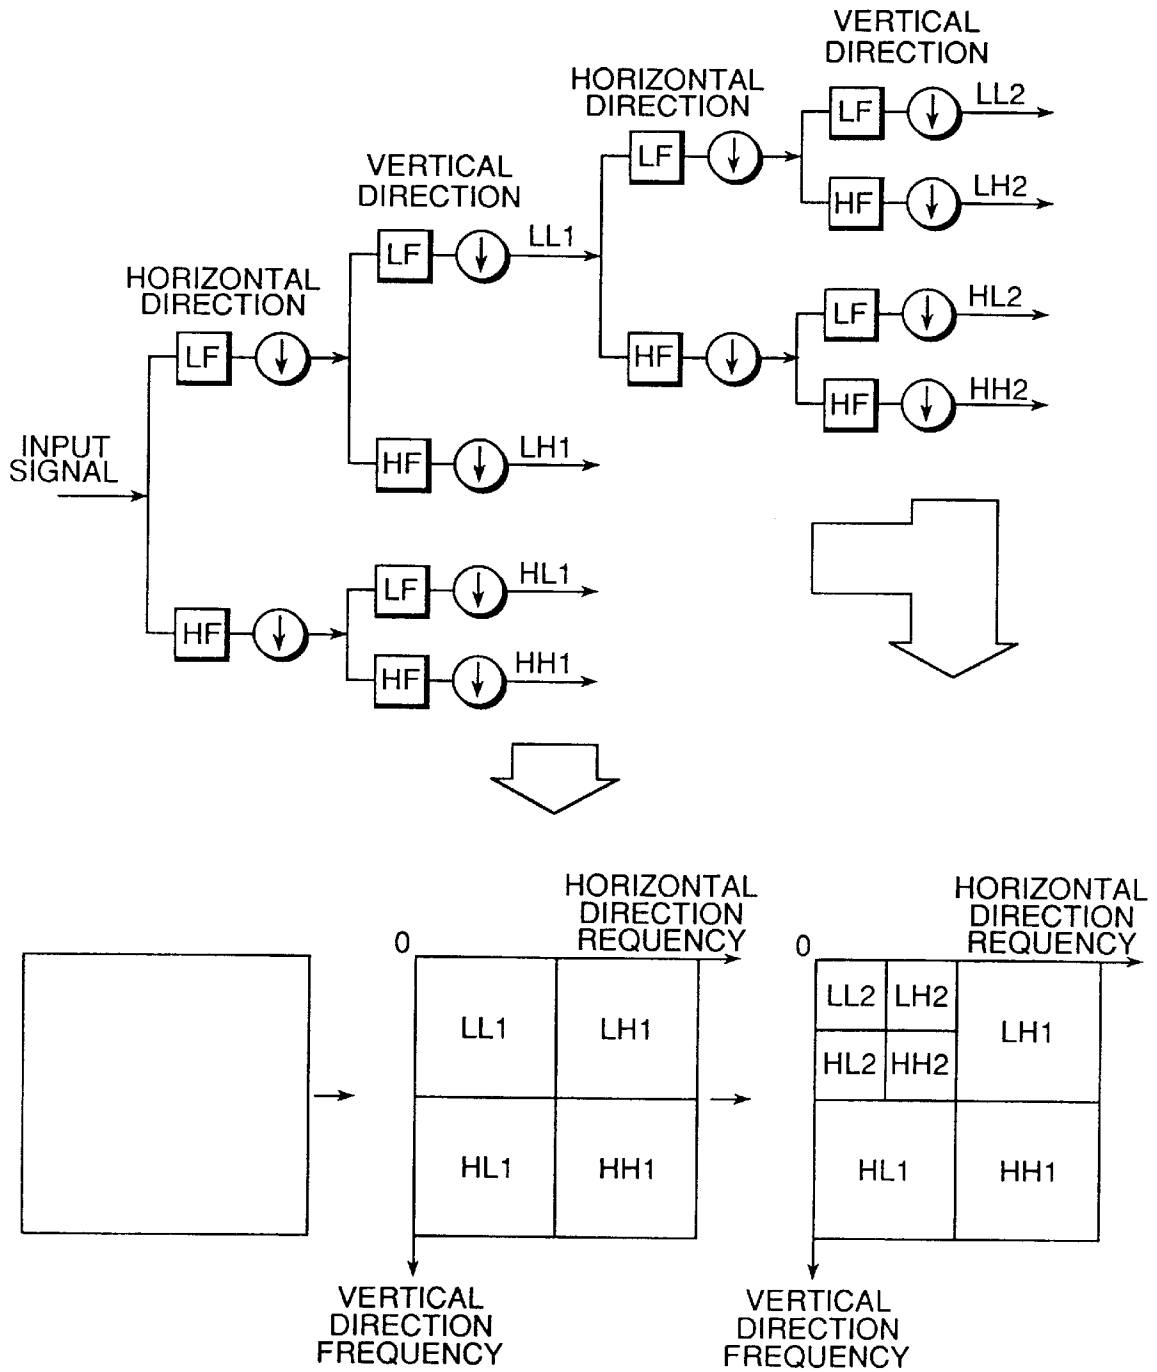 VERTICAL
DIRECTION
HORIZONTAL
DIRECTION
LF
LL2
LF
HF
LH2
VERTICAL
DIRECTION
LF
LL1
HORIZONTAL
DIRECTION
LF
HL2
HF
LF
HF
HH2
INPUT
SIGNAL
HF
LH1
LF
HL1
HF
HF
HH1
HORIZONTAL
DIRECTION
REQUENCY
0
LL1
LH1
HL1
HH1
VERTICAL
DIRECTION
FREQUENCY
HORIZONTAL
DIRECTION
REQUENCY
0
LL2
LH2
LH1
HL2
HH2
HL1
HH1
VERTICAL
DIRECTION
FREQUENCY